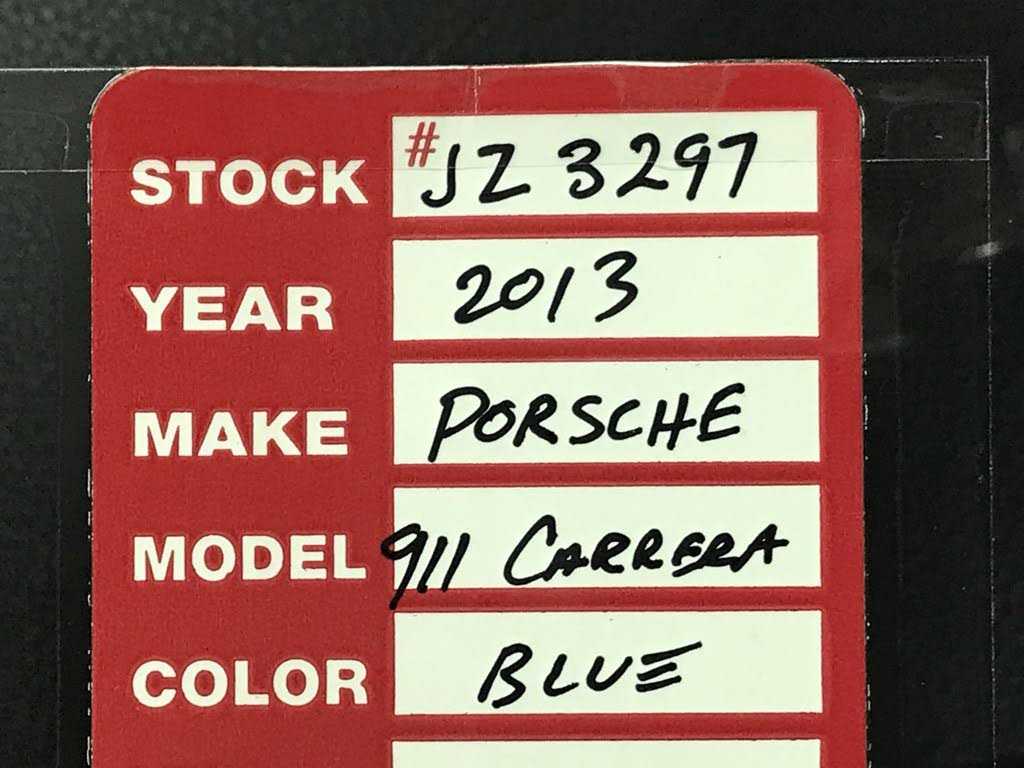 STOCK #JZ 3297
YEAR 2013
MAKE PORSCHE
MODEL 911 CARRERA
COLOR BLUE